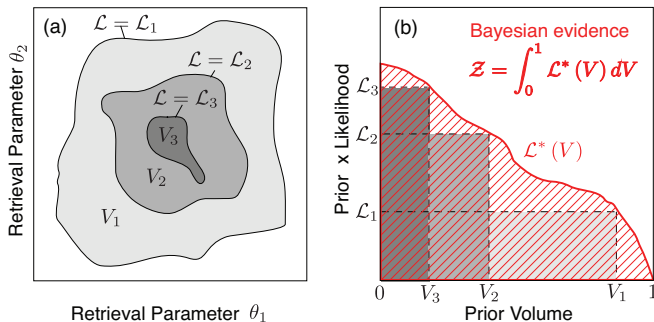 (a)
ℒ = ℒ₁
ℒ = ℒ₂
ℒ = ℒ₃
V₃
V₂
V₁
Retrieval Parameter θ₂
Retrieval Parameter θ₁
(b)
Bayesian evidence
𝒵 = ∫₀¹ ℒ* (V) dV
ℒ* (V)
ℒ₃
ℒ₂
ℒ₁
Prior x Likelihood
0 V₃ V₂ V₁ 1
Prior Volume